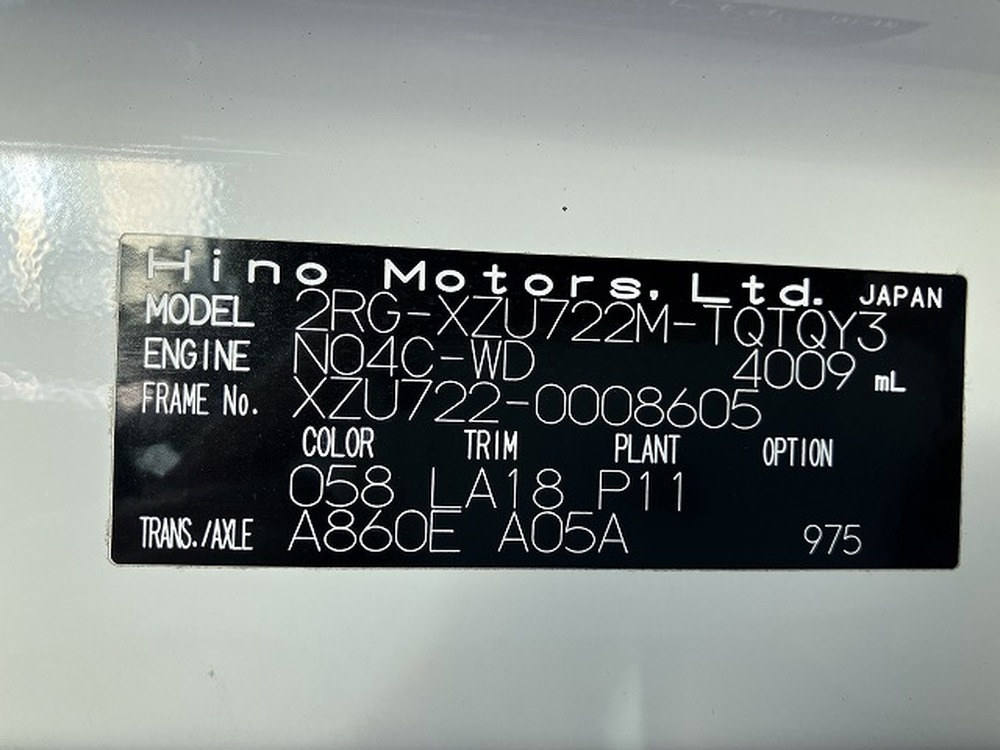 Hino Motors, Ltd. JAPAN
MODEL 2RG-XZU722M-TQTQY3
ENGINE N04C-WD 4009 mL
FRAME No. XZU722-0008605
COLOR TRIM PLANT OPTION
058 LA18 P11
TRANS./AXLE A860E A05A 975